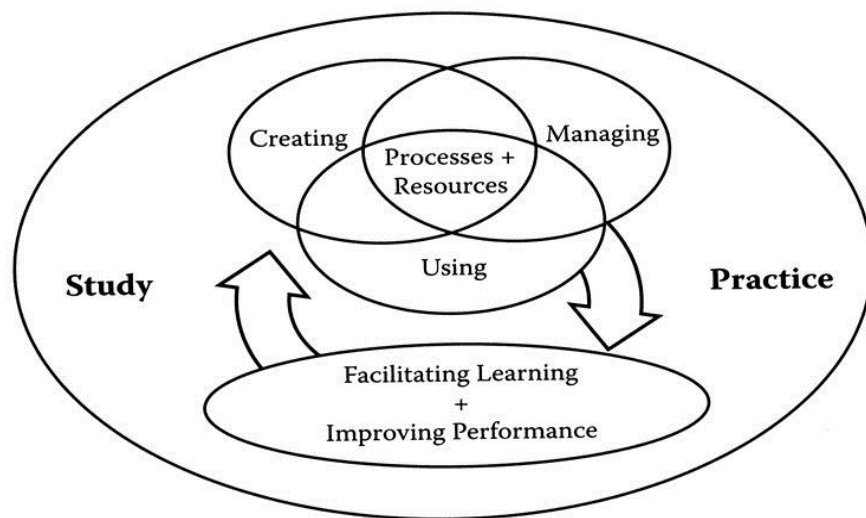 Creating
Managing
Processes +
Resources
Using
Study
Practice
Facilitating Learning
+
Improving Performance